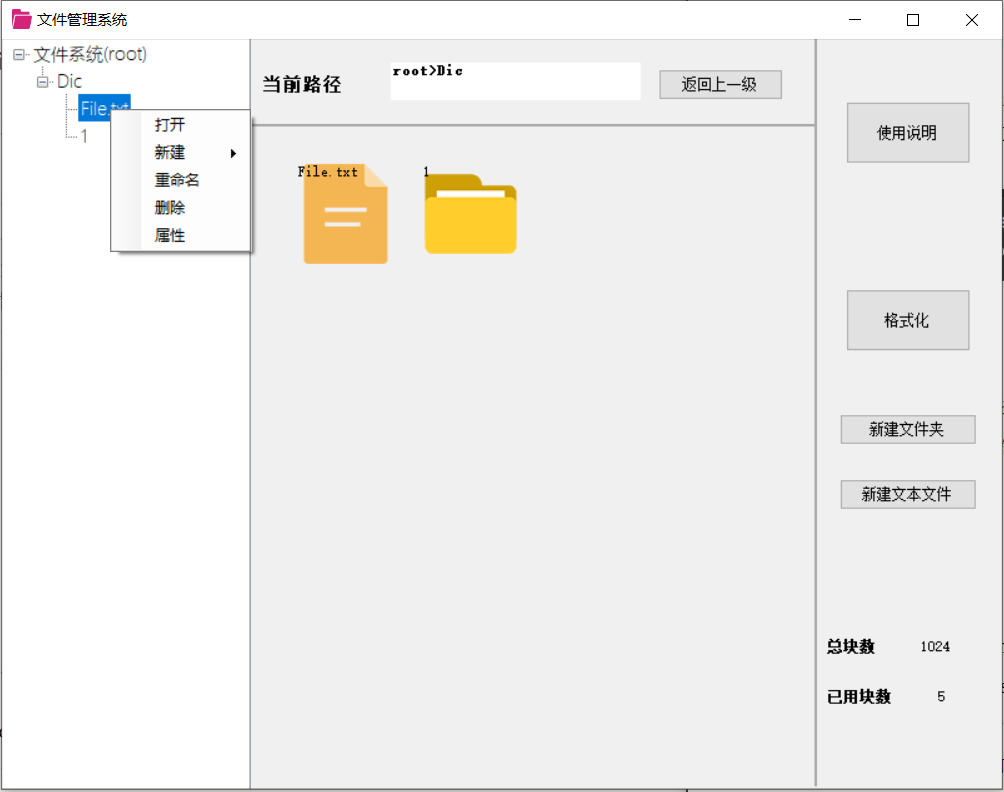 文件管理系统
文件系统(root)
Dic
File.txt
1
打开
新建
重命名
删除
属性
当前路径
root>Dic
返回上一级
File.txt
1
使用说明
格式化
新建文件夹
新建文本文件
总块数 1024
已用块数 5